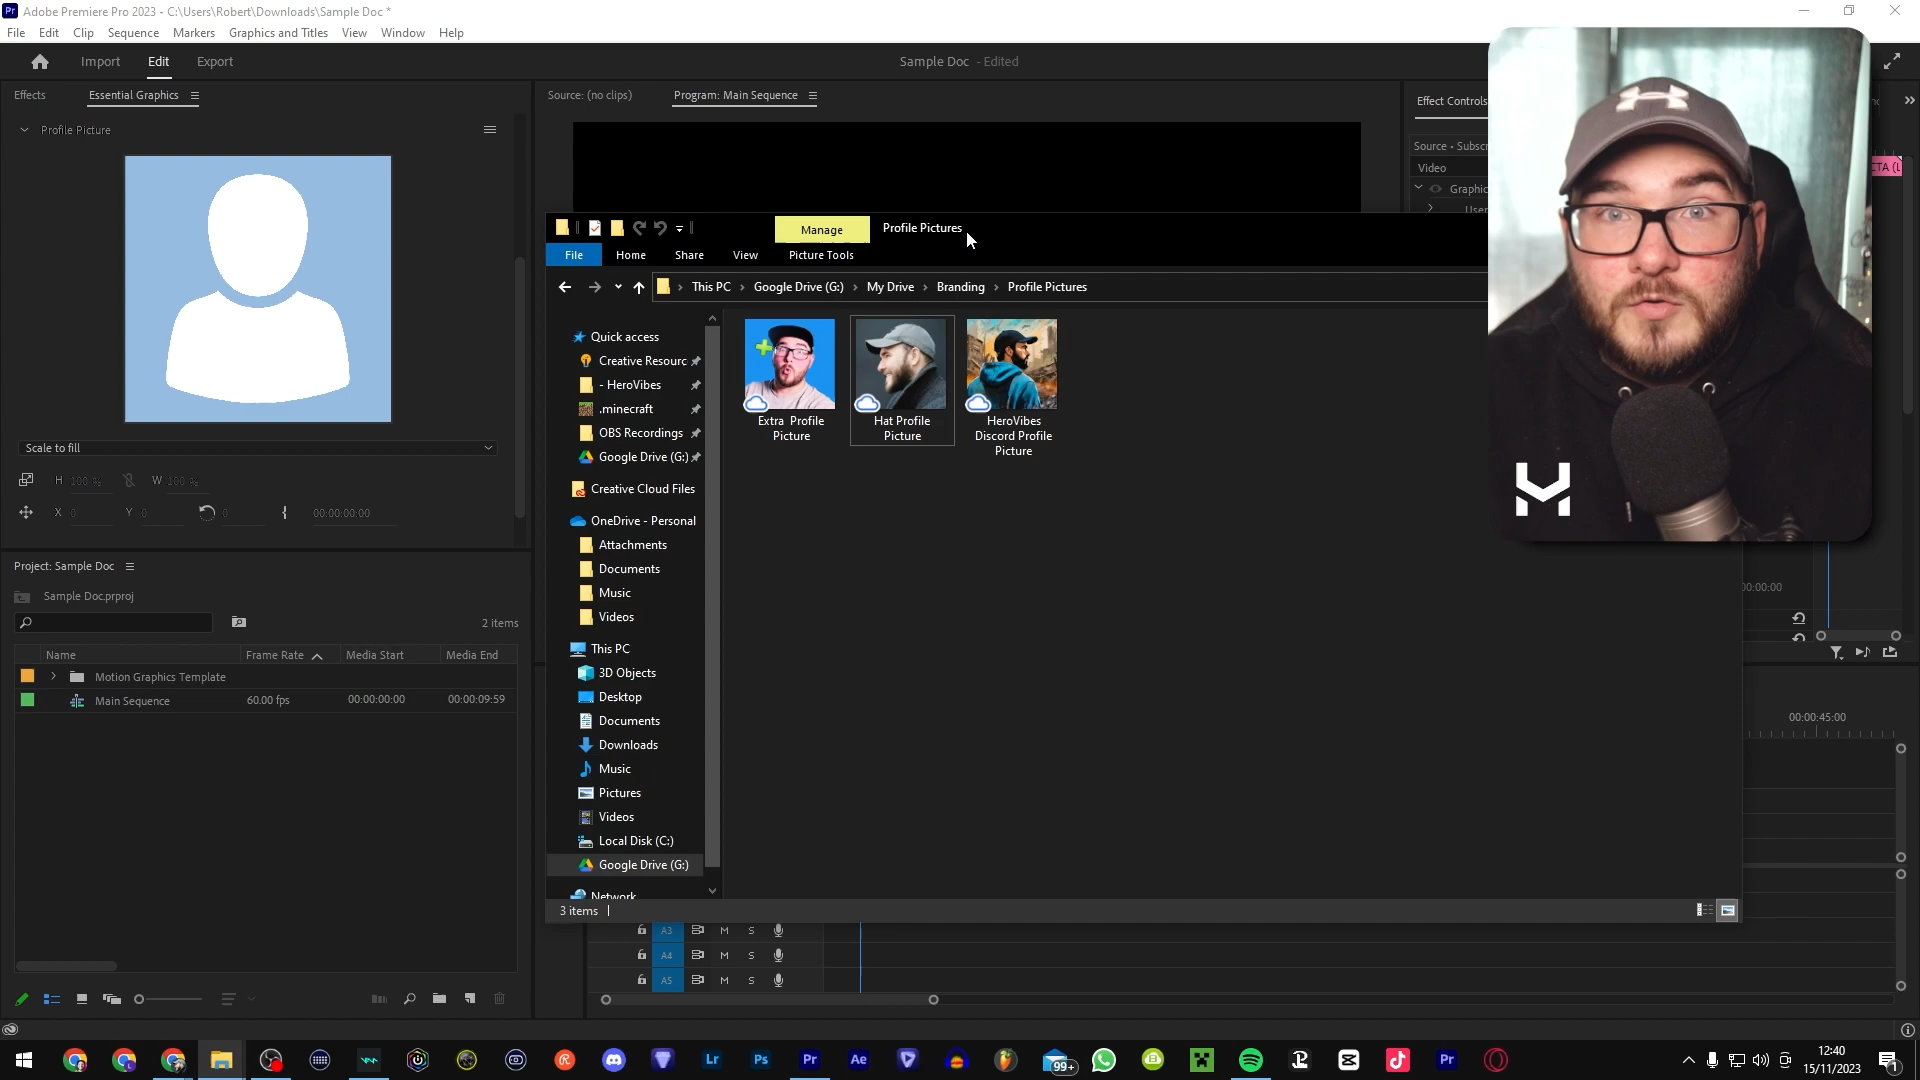 Adobe Premiere Pro 2023 - C:\Users\Robert\Downloads\Sample Doc *
File Edit Clip Sequence Markers Graphics and Titles View Window Help
Import Edit Export
Sample Doc - Edited
Effects Essential Graphics
Source: (no clips) Program: Main Sequence
Effect Controls
Profile Picture
Source • Subscr
Video
Graphic
User
CTA (L
Scale to fill
H 100 % W 100 %
X 0 Y 0 0 00:00:00:00
Manage Profile Pictures
File Home Share View Picture Tools
This PC Google Drive (G:) My Drive Branding Profile Pictures
Quick access
Creative Resourc
- HeroVibes
.minecraft
OBS Recordings
Google Drive (G:)
Creative Cloud Files
OneDrive - Personal
Attachments
Documents
Music
Videos
This PC
3D Objects
Desktop
Documents
Downloads
Music
Pictures
Videos
Local Disk (C:)
Google Drive (G:)
Network
Extra Profile
Picture
Hat Profile
Picture
HeroVibes
Discord Profile
Picture
3 items
Project: Sample Doc
Sample Doc.prproj
2 items
Name Frame Rate Media Start Media End
Motion Graphics Template
Main Sequence 60.00 fps 00:00:00:00 00:00:09:59
00:00:45:00
A3 M S
A4 M S
A5 M S
Lr Ps Pr Ae 99+ Pr
12:40
15/11/2023
1